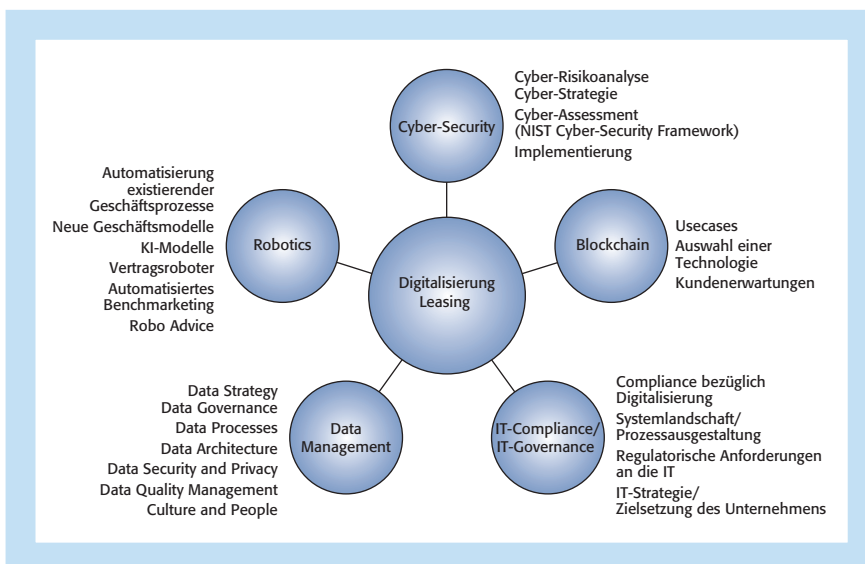 Cyber-Security
Cyber-Risikoanalyse
Cyber-Strategie
Cyber-Assessment
(NIST Cyber-Security Framework)
Implementierung
Automatisierung
existierender
Geschäftsprozesse
Neue Geschäftsmodelle
KI-Modelle
Vertragsroboter
Automatisiertes
Benchmarketing
Robo Advice
Robotics
Digitalisierung
Leasing
Blockchain
Usecases
Auswahl einer
Technologie
Kundenerwartungen
Data Strategy
Data Governance
Data Processes
Data Architecture
Data Security and Privacy
Data Quality Management
Culture and People
Data
Management
IT-Compliance/
IT-Governance
Compliance bezüglich
Digitalisierung
Systemlandschaft/
Prozessausgestaltung
Regulatorische Anforderungen
an die IT
IT-Strategie/
Zielsetzung des Unternehmens